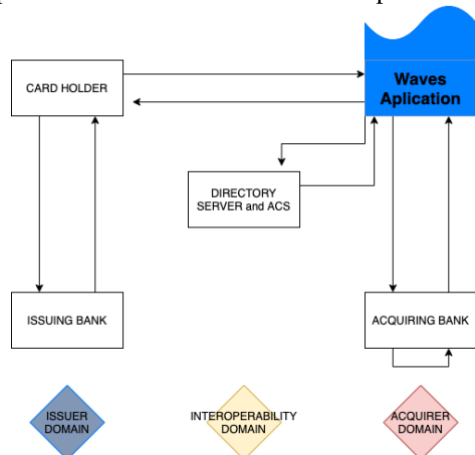 CARD HOLDER
Waves
Aplication
DIRECTORY
SERVER and ACS
ISSUING BANK
ACQUIRING BANK
ISSUER
DOMAIN
INTEROPERABILITY
DOMAIN
ACQUIRER
DOMAIN